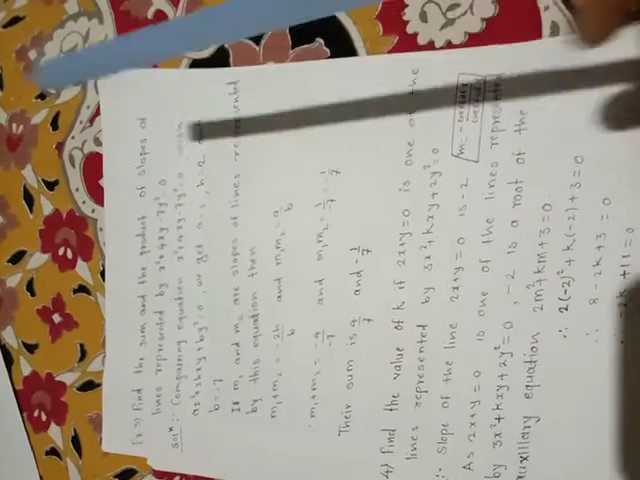 Ex.3) Find the sum and the product of slopes of
lines represented by x²+4xy-7y²=0
Soln:- Comparing equation x²+4xy-7y²=0
ax²+2hxy+by²=0, we get a=1, h=2
b=-7
If m₁ and m₂ are slopes of lines represented
by this equation then
m₁+m₂ = -2h/b and m₁m₂ = a/b
∴ m₁+m₂ = -4/-7 and m₁m₂ = 1/-7 = -1/7
Their sum is 4/7 and -1/7
4) Find the value of k if 2x+y=0 is one of the
lines represented by 3x²+kxy+2y²=0
:- Slope of the line 2x+y=0 is -2
As 2x+y=0 is one of the lines represented
by 3x²+kxy+2y²=0, -2 is a root of the
auxillary equation 2m²+km+3=0.
∴ 2(-2)²+k(-2)+3=0
∴ 8-2k+3=0
-2k+11=0